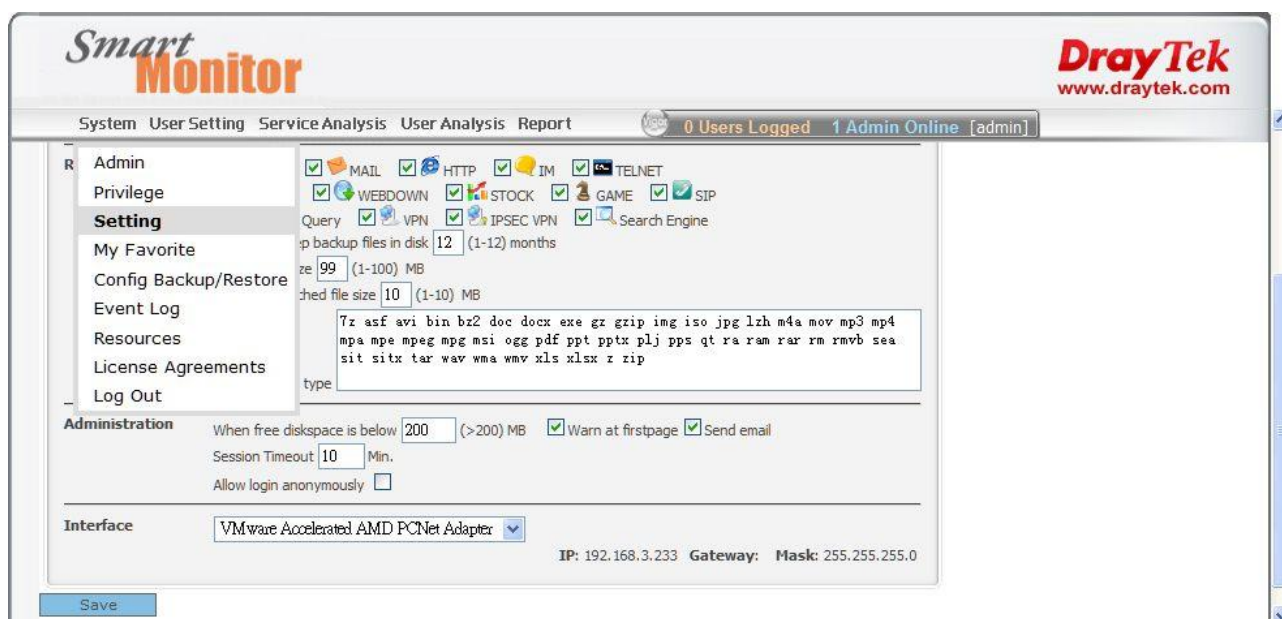 Smart
Monitor
DrayTek
www.draytek.com
System User Setting Service Analysis User Analysis Report
Vigor 0 Users Logged 1 Admin Online [admin]
Admin
Privilege
Setting
My Favorite
Config Backup/Restore
Event Log
Resources
License Agreements
Log Out
R
MAIL HTTP IM TELNET
WEBDOWN STOCK GAME SIP
Query VPN IPSEC VPN Search Engine
ep backup files in disk 12 (1-12) months
ze 99 (1-100) MB
ched file size 10 (1-10) MB
7z asf avi bin bz2 doc docx exe gz gzip img iso jpg lzh m4a mov mp3 mp4
mpa mpe mpeg mpg msi ogg pdf ppt pptx plj pps qt ra ram rar rm rmvb sea
sit sitx tar wav wma wmv xls xlsx z zip
type
Administration
When free diskspace is below 200 (>200) MB Warn at firstpage Send email
Session Timeout 10 Min.
Allow login anonymously
Interface
VMware Accelerated AMD PCNet Adapter
IP: 192.168.3.233 Gateway: Mask: 255.255.255.0
Save